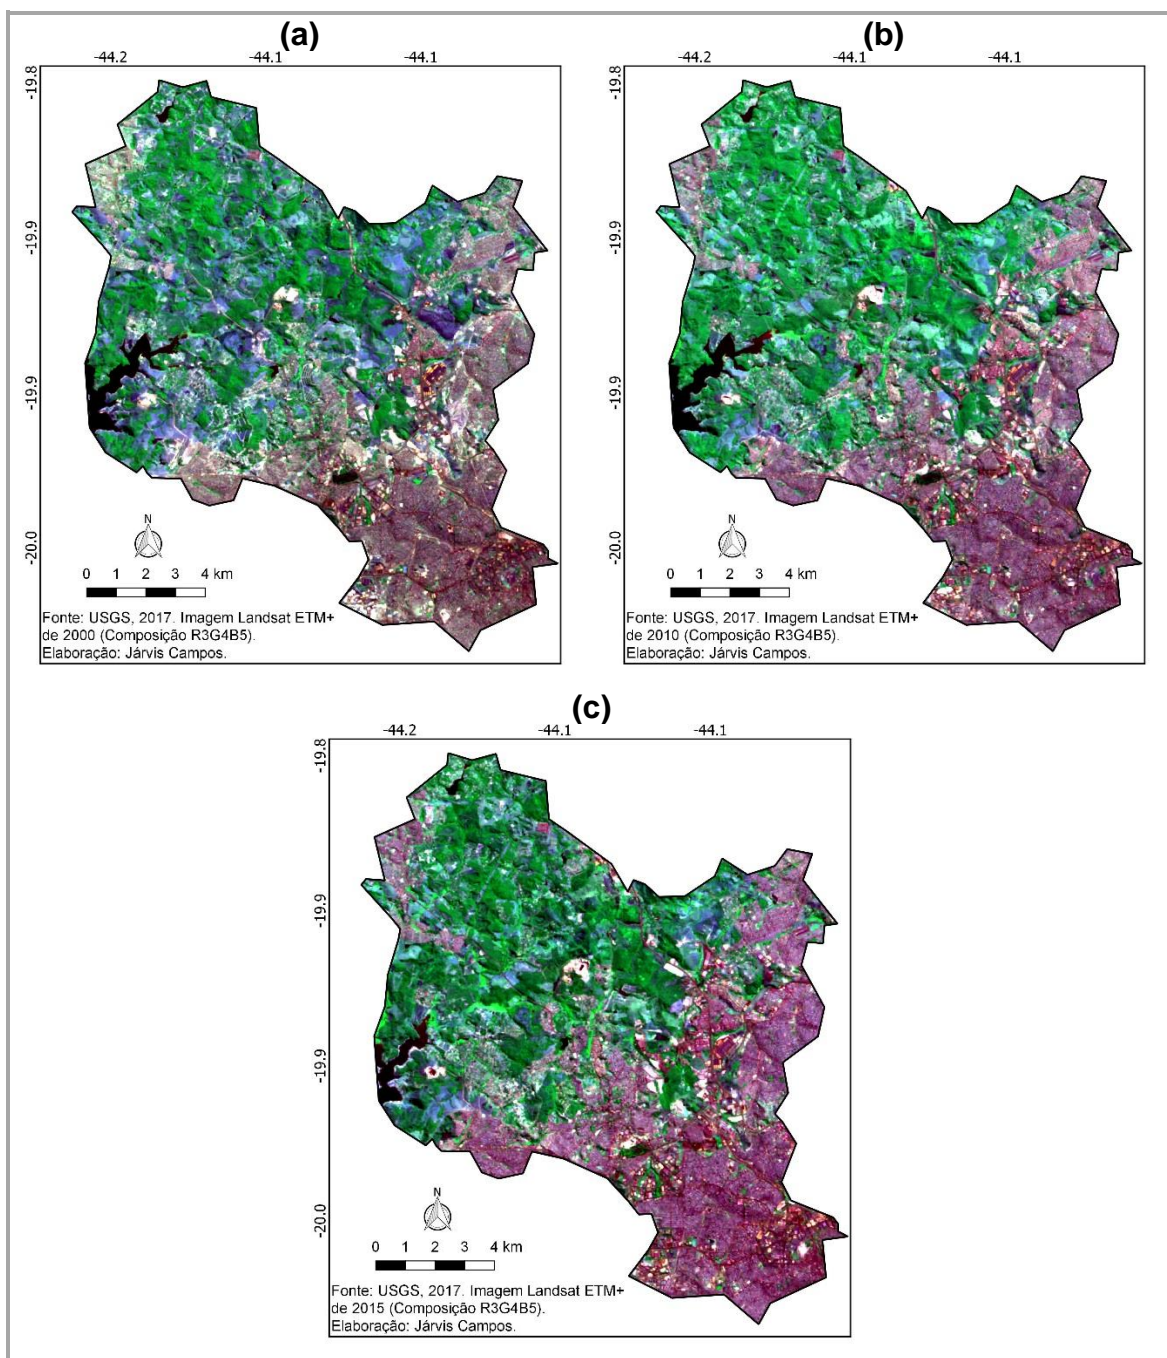 (a)
-44.2 -44.1 -44.1
-19.8
-19.9
-19.9
-20.0
N
0 1 2 3 4 km
Fonte: USGS, 2017. Imagem Landsat ETM+
de 2000 (Composição R3G4B5).
Elaboração: Járvis Campos.
(b)
-44.2 -44.1 -44.1
-19.8
-19.9
-19.9
-20.0
N
0 1 2 3 4 km
Fonte: USGS, 2017. Imagem Landsat ETM+
de 2010 (Composição R3G4B5).
Elaboração: Járvis Campos.
(c)
-44.2 -44.1 -44.1
-19.8
-19.9
-19.9
-20.0
N
0 1 2 3 4 km
Fonte: USGS, 2017. Imagem Landsat ETM+
de 2015 (Composição R3G4B5).
Elaboração: Járvis Campos.